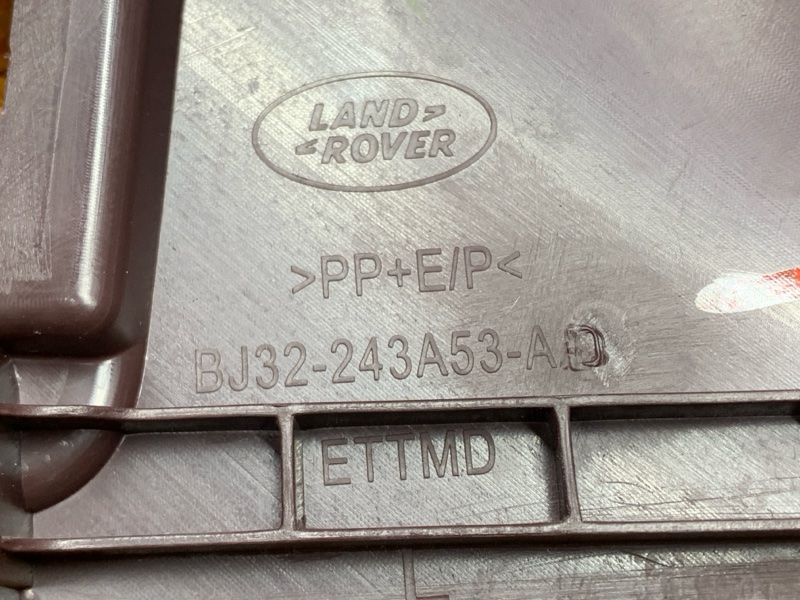 LAND
ROVER
>PP+E/P<
BJ32-243A53-AD
ETTMD